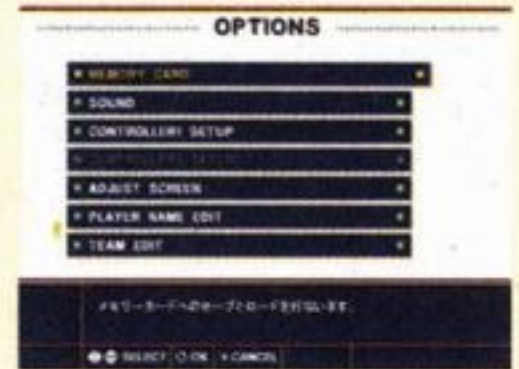 OPTIONS
MEMORY CARD
SOUND
CONTROLLER1 SETUP
ADJUST SCREEN
PLAYER NAME EDIT
TEAM EDIT
メモリーカードへのセーブとロードを行ないます。
SELECT ○ OK × CANCEL